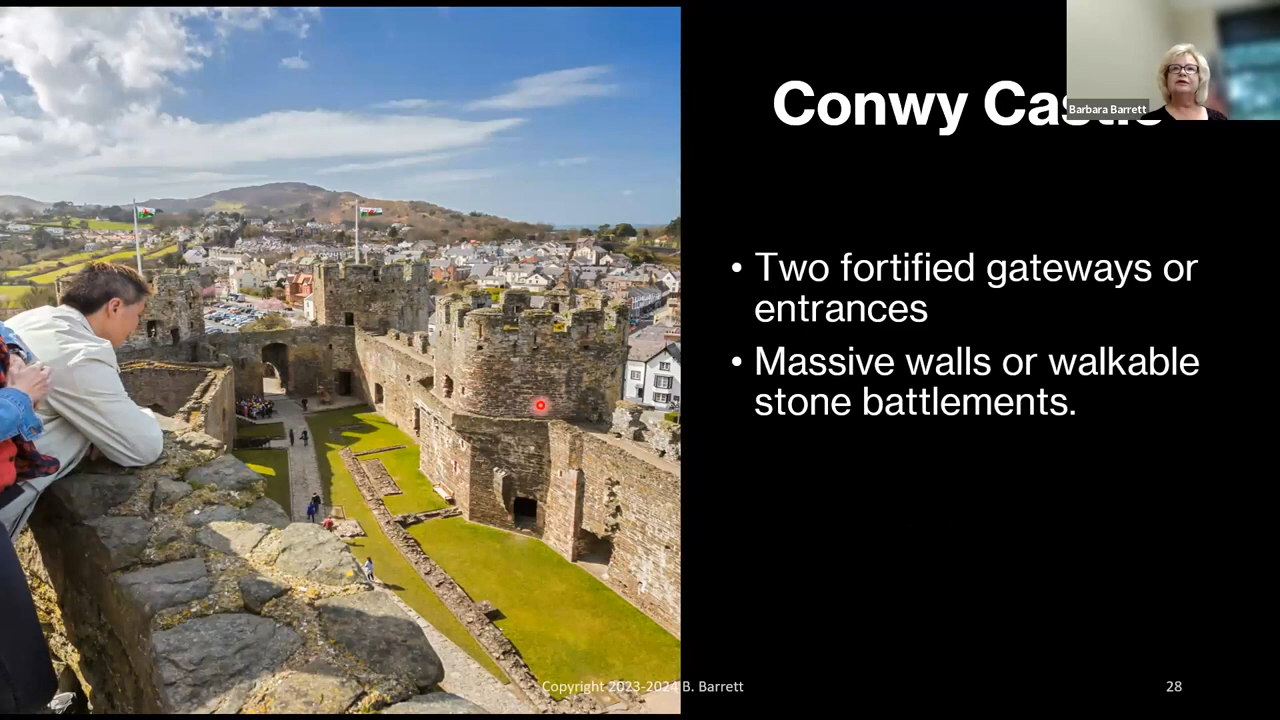 Conwy
Barbara Barrett
• Two fortified gateways or
entrances
• Massive walls or walkable
stone battlements.
Copyright 2023-2024 B. Barrett
28